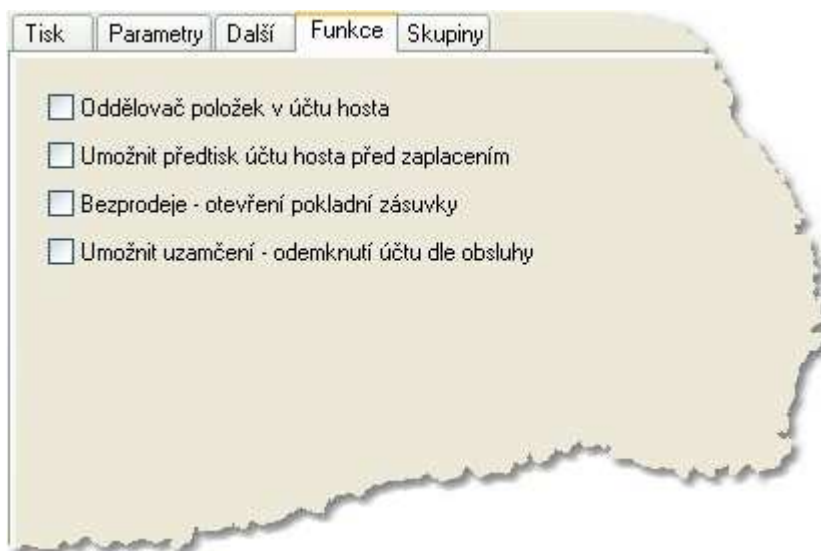 Tisk Parametry Další Funkce Skupiny
Oddělovač položek v účtu hosta
Umožnit předtisk účtu hosta před zaplacením
Bezprodeje - otevření pokladní zásuvky
Umožnit uzamčení - odemknutí účtu dle obsluhy